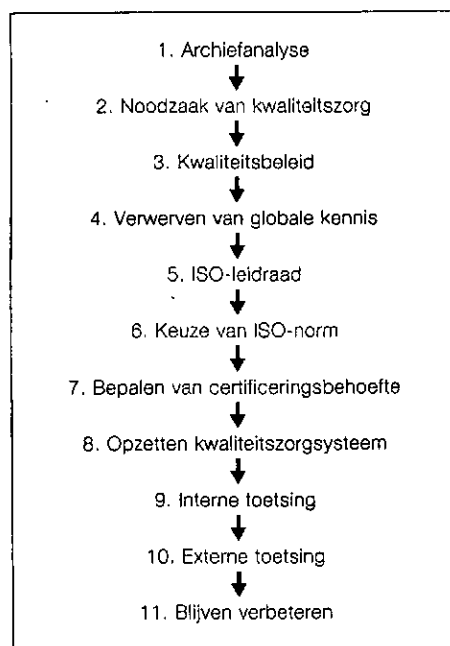 1. Archiefanalyse
2. Noodzaak van kwaliteitszorg
3. Kwaliteitsbeleid
4. Verwerven van globale kennis
5. ISO-leidraad
6. Keuze van ISO-norm
7. Bepalen van certificeringsbehoefte
8. Opzetten kwaliteitszorgsysteem
9. Interne toetsing
10. Externe toetsing
11. Blijven verbeteren